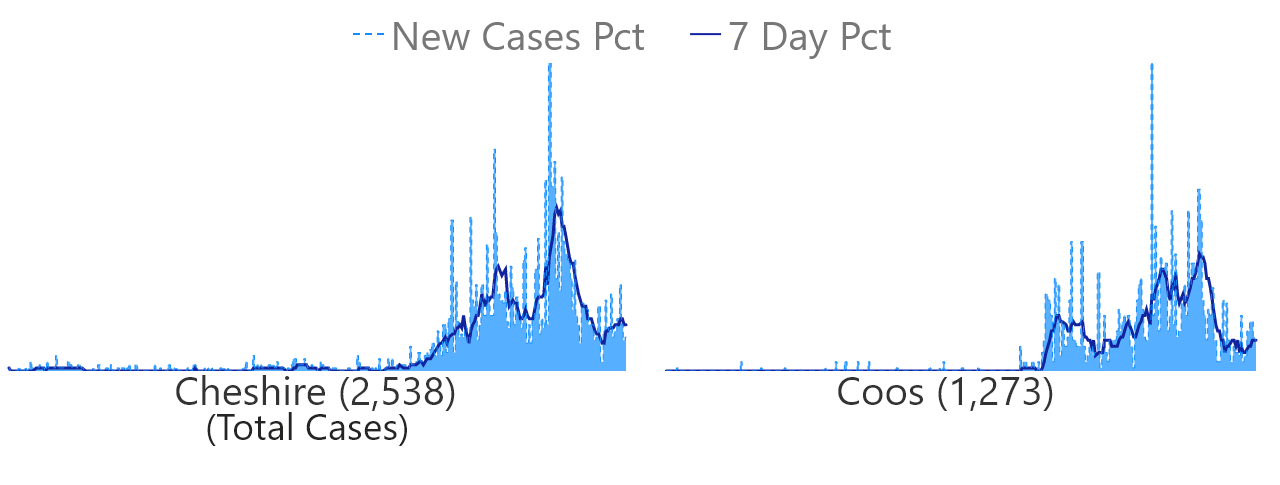 New Cases Pct 7 Day Pct
Cheshire (2,538)
(Total Cases)
Coos (1,273)